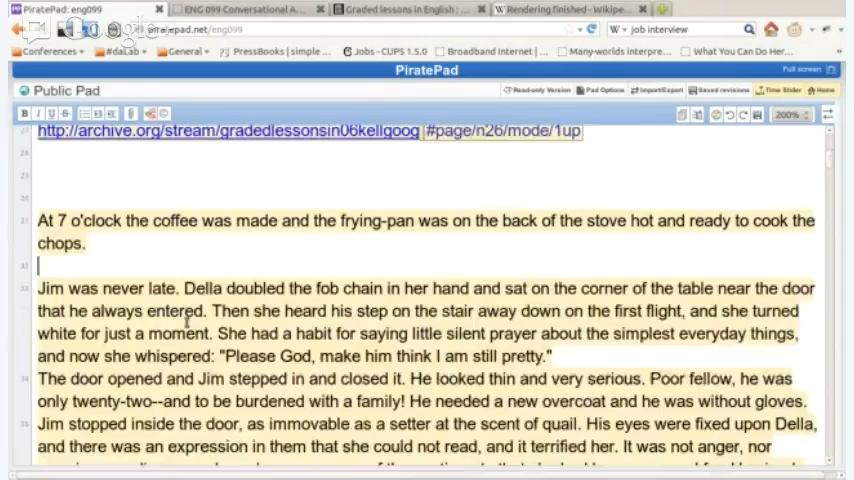 PiratePad: eng099
ENG 099 Conversational A...
Graded lessons in English : ...
Rendering finished - Wikipe...
piratepad.net/eng099
job interview
Conferences
#daLab
General
PressBooks | simple ...
Jobs - CUPS 1.5.0
Broadband Internet | ...
Many-worlds interpre...
What You Can Do Her...
PiratePad
Full screen
Public Pad
Read-only Version
Pad Options
Import/Export
Saved revisions
Time Slider
Home
B I U S
200%
http://archive.org/stream/gradedlessonsin06kellgoog #page/n26/mode/1up
At 7 o'clock the coffee was made and the frying-pan was on the back of the stove hot and ready to cook the
chops.
Jim was never late. Della doubled the fob chain in her hand and sat on the corner of the table near the door
that he always entered. Then she heard his step on the stair away down on the first flight, and she turned
white for just a moment. She had a habit for saying little silent prayer about the simplest everyday things,
and now she whispered: "Please God, make him think I am still pretty."
The door opened and Jim stepped in and closed it. He looked thin and very serious. Poor fellow, he was
only twenty-two--and to be burdened with a family! He needed a new overcoat and he was without gloves.
Jim stopped inside the door, as immovable as a setter at the scent of quail. His eyes were fixed upon Della,
and there was an expression in them that she could not read, and it terrified her. It was not anger, nor